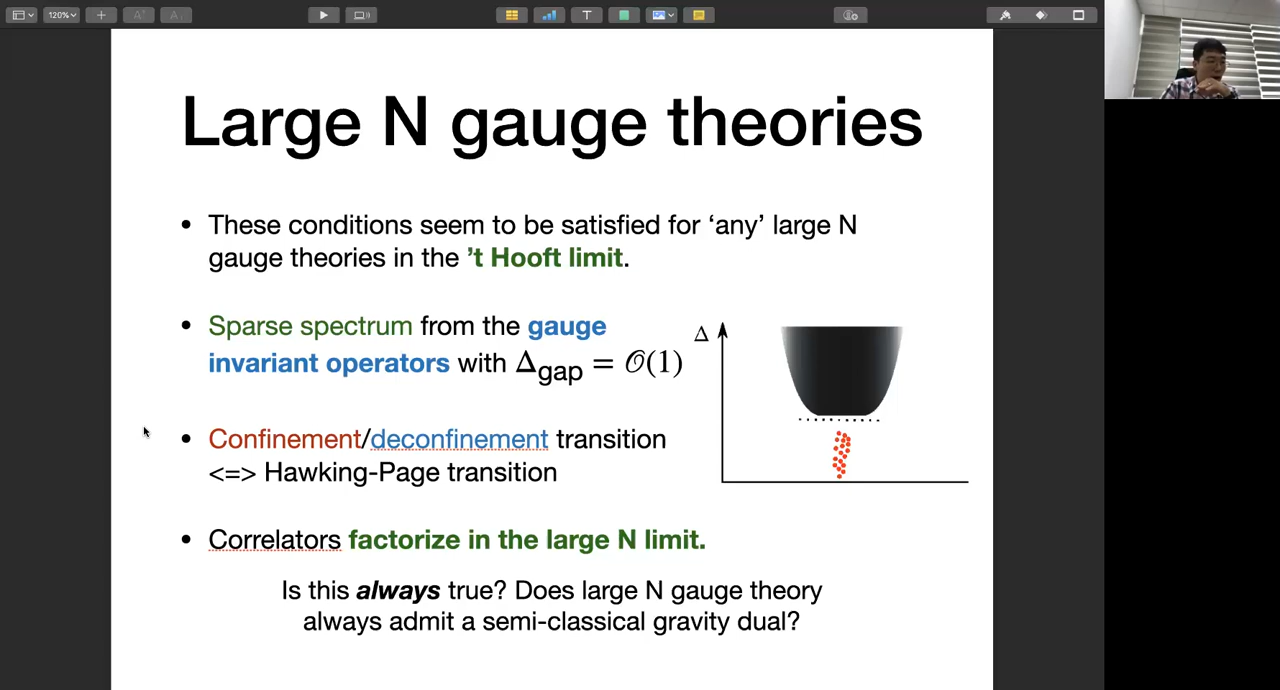 120%
Large N gauge theories
• These conditions seem to be satisfied for ‘any’ large N
gauge theories in the ’t Hooft limit.
• Sparse spectrum from the gauge
invariant operators with Δgap = 𝒪(1)
Δ
• Confinement/deconfinement transition
<=> Hawking-Page transition
• Correlators factorize in the large N limit.
Is this always true? Does large N gauge theory
always admit a semi-classical gravity dual?